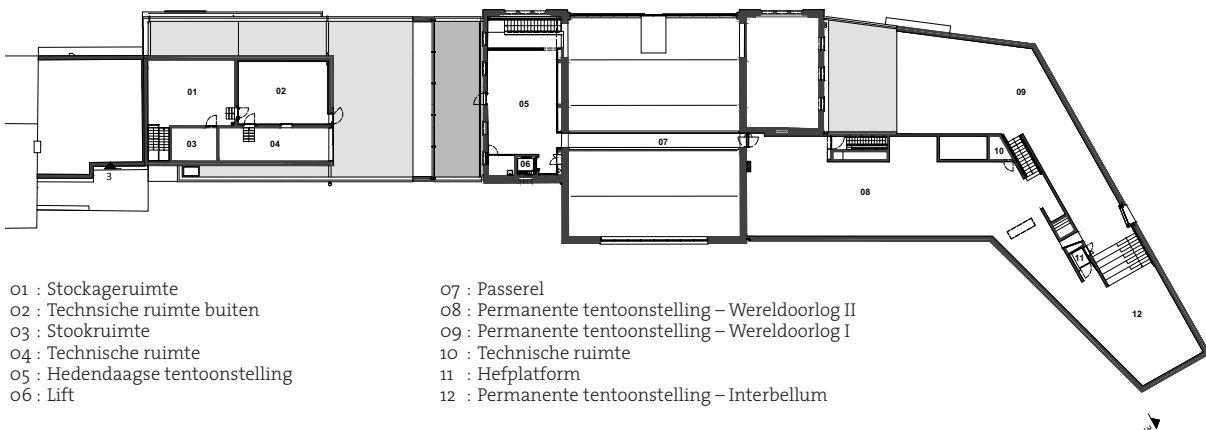 01
02
03
04
3
05
06
07
08
09
10
11
12
01 : Stockageruimte
02 : Technsiche ruimte buiten
03 : Stookruimte
04 : Technische ruimte
05 : Hedendaagse tentoonstelling
06 : Lift
07 : Passerel
08 : Permanente tentoonstelling – Wereldoorlog II
09 : Permanente tentoonstelling – Wereldoorlog I
10 : Technische ruimte
11 : Hefplatform
12 : Permanente tentoonstelling – Interbellum